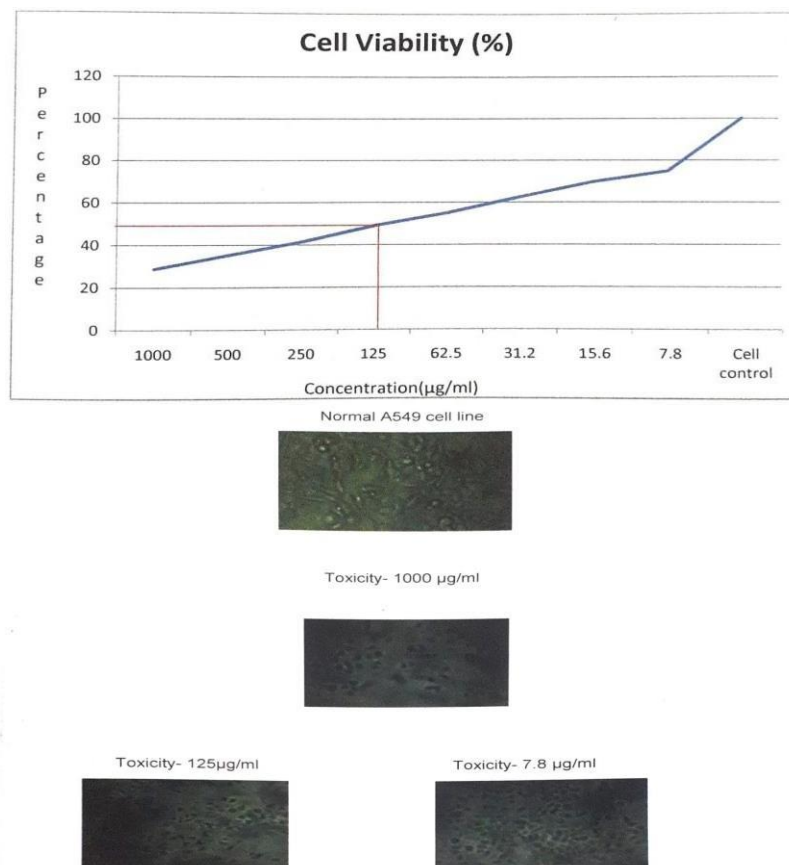 Cell Viability (%)
Percentage
120
100
80
60
40
20
0
1000 500 250 125 62.5 31.2 15.6 7.8 Cell control
Concentration(µg/ml)
Normal A549 cell line
Toxicity- 1000 µg/ml
Toxicity- 125µg/ml
Toxicity- 7.8 µg/ml